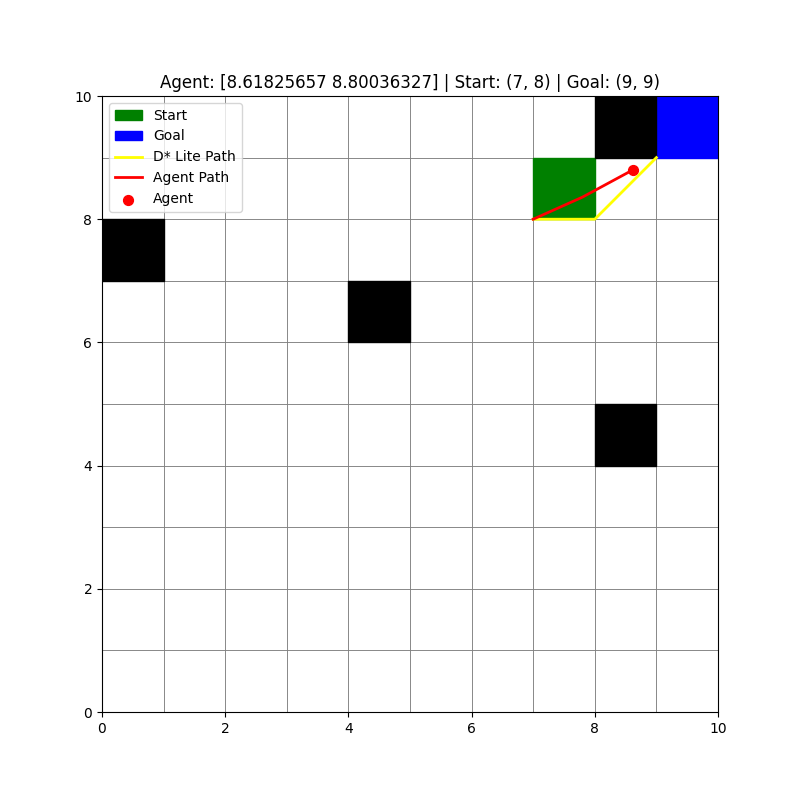 Agent: [8.61825657 8.80036327] | Start: (7, 8) | Goal: (9, 9)
Start
Goal
D* Lite Path
Agent Path
Agent
10
8
6
4
2
0
0 2 4 6 8 10